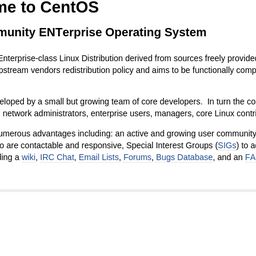 me to CentOS
munity ENTerprise Operating System
Enterprise-class Linux Distribution derived from sources freely provide
pstream vendors redistribution policy and aims to be functionally comp
eloped by a small but growing team of core developers. In turn the co
network administrators, enterprise users, managers, core Linux contri
umerous advantages including: an active and growing user community
o are contactable and responsive, Special Interest Groups (SIGs) to a
ding a wiki, IRC Chat, Email Lists, Forums, Bugs Database, and an FA